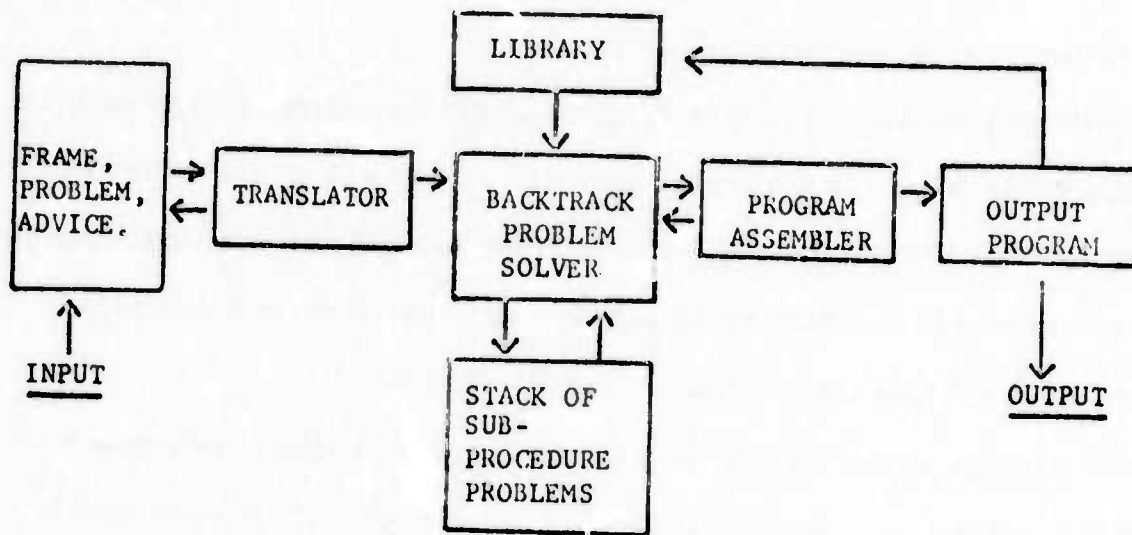 LIBRARY
FRAME,
PROBLEM,
ADVICE.
TRANSLATOR
BACKTRACK
PROBLEM
SOLVER
PROGRAM
ASSEMBLER
OUTPUT
PROGRAM
INPUT
STACK OF
SUB-
PROCEDURE
PROBLEMS
OUTPUT